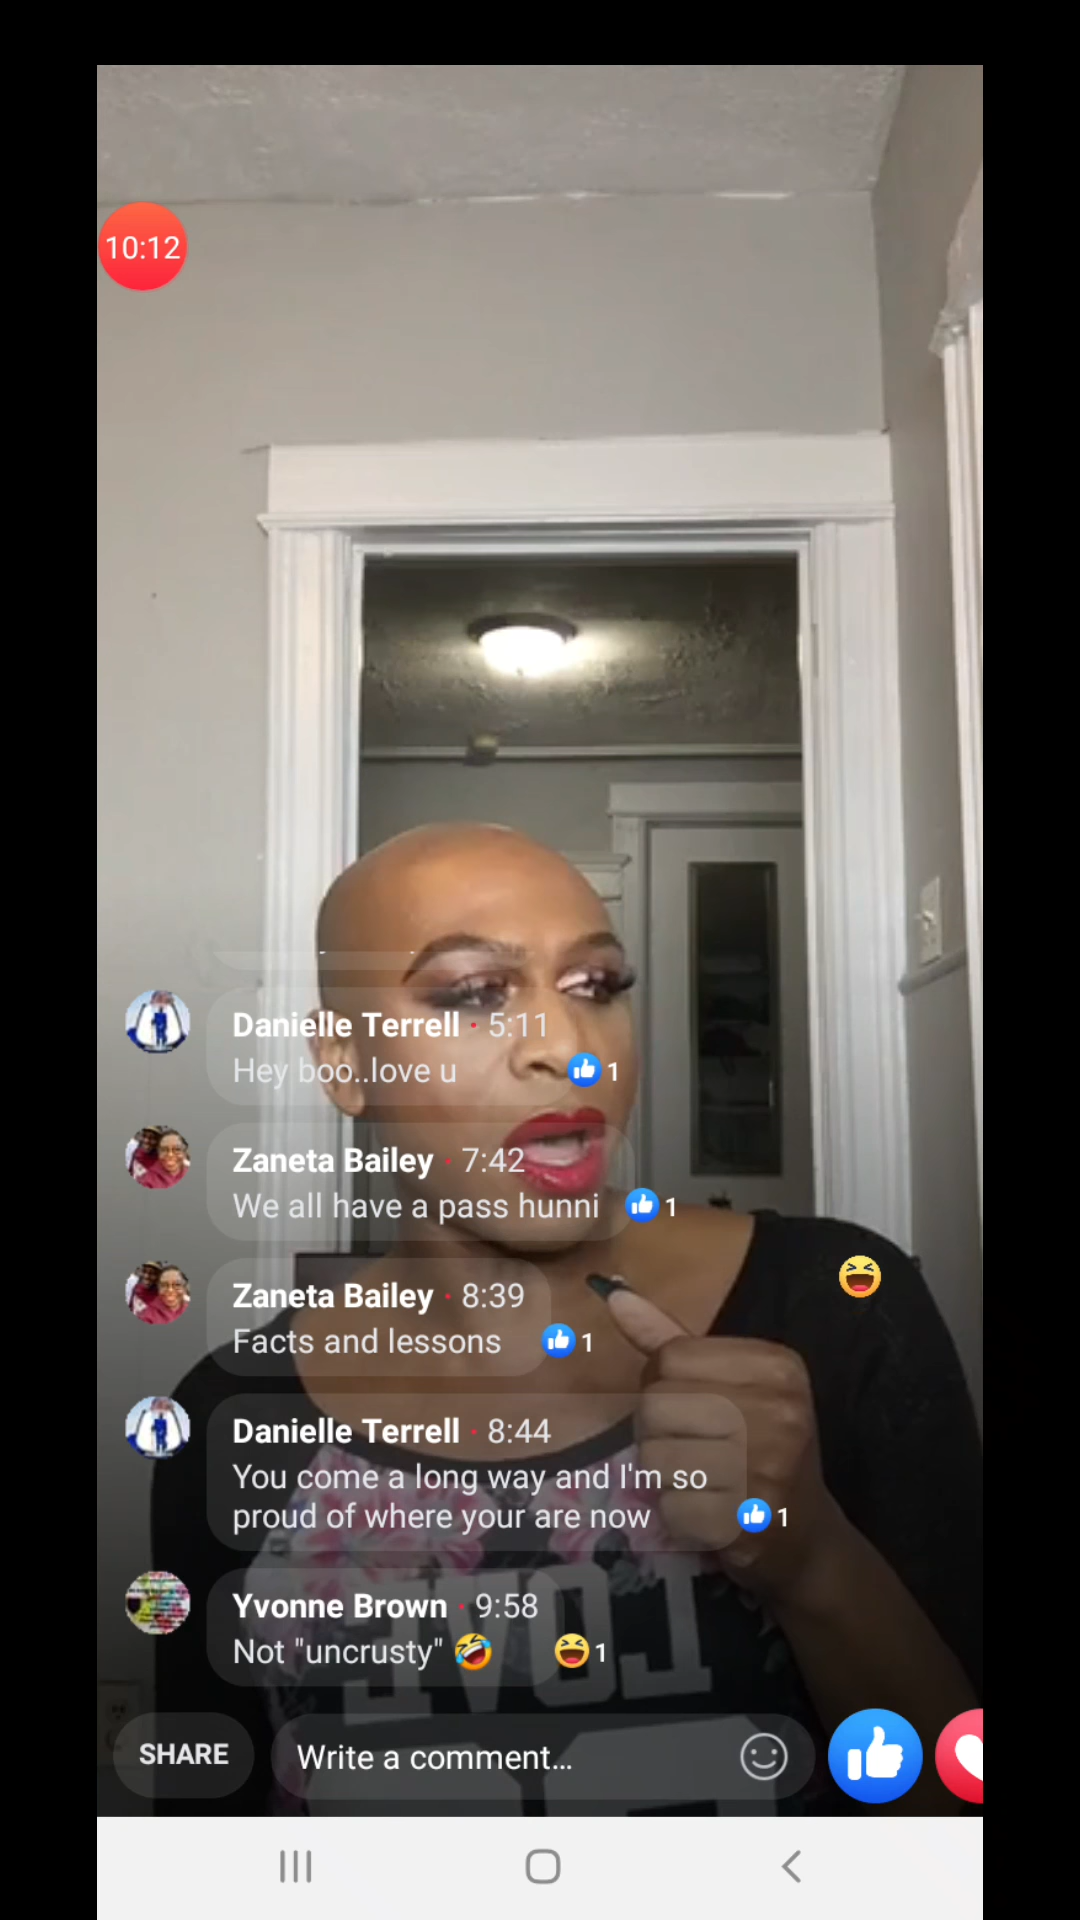 10:12
Danielle Terrell · 5:11
Hey boo..love u 1
Zaneta Bailey · 7:42
We all have a pass hunni 1
Zaneta Bailey · 8:39
Facts and lessons 1
Danielle Terrell · 8:44
You come a long way and I'm so
proud of where your are now 1
Yvonne Brown · 9:58
Not "uncrusty" 🤣 😆1
LOVE
SHARE
Write a comment...